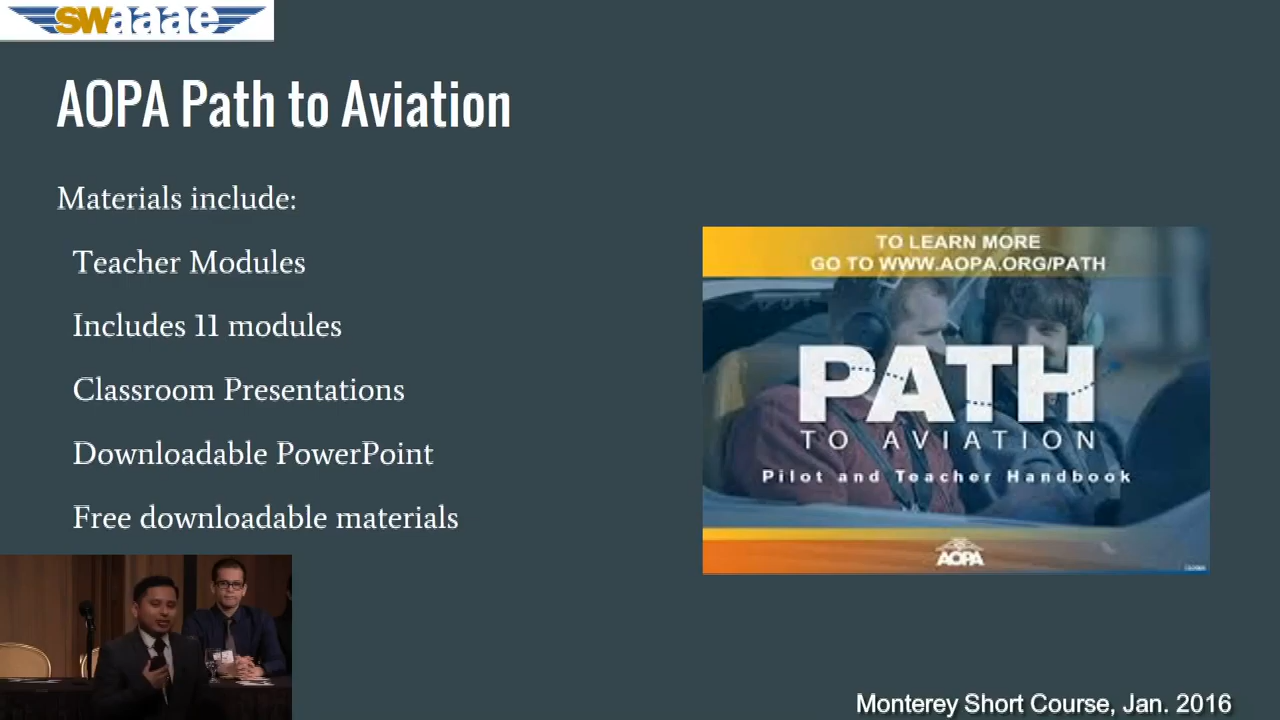 swaaae
AOPA Path to Aviation
Materials include:
Teacher Modules
Includes 11 modules
Classroom Presentations
Downloadable PowerPoint
Free downloadable materials
TO LEARN MORE
GO TO WWW.AOPA.ORG/PATH
PATH
TO AVIATION
Pilot and Teacher Handbook
AOPA
Monterey Short Course, Jan. 2016